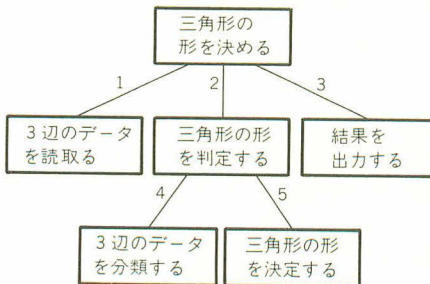 三角形の
形を決める
1
2
3
3辺のデータ
を読取る
三角形の形
を判定する
結果を
出力する
4
5
3辺のデータ
を分類する
三角形の形
を決定する